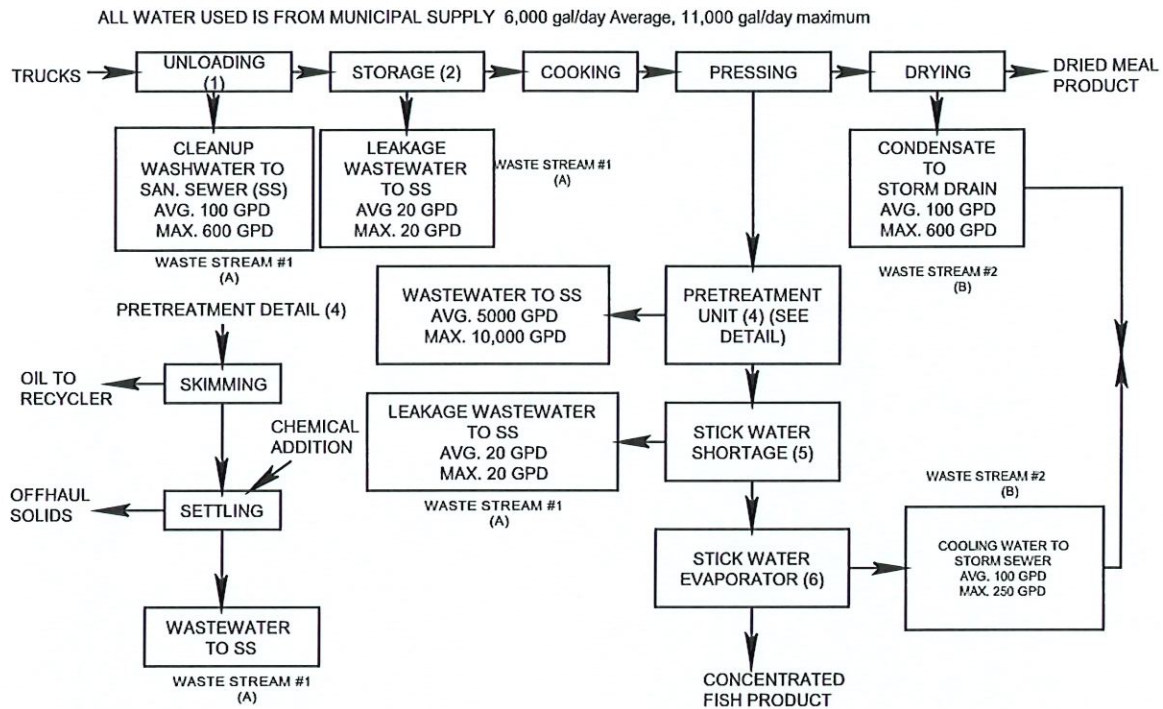 ALL WATER USED IS FROM MUNICIPAL SUPPLY 6,000 gal/day Average, 11,000 gal/day maximum
TRUCKS
UNLOADING
(1)
STORAGE (2)
COOKING
PRESSING
DRYING
DRIED MEAL
PRODUCT
CLEANUP
WASHWATER TO
SAN. SEWER (SS)
AVG. 100 GPD
MAX. 600 GPD
WASTE STREAM #1
(A)
LEAKAGE
WASTEWATER
TO SS
AVG 20 GPD
MAX. 20 GPD
WASTE STREAM #1
(A)
CONDENSATE
TO
STORM DRAIN
AVG. 100 GPD
MAX. 600 GPD
WASTE STREAM #2
(B)
PRETREATMENT DETAIL (4)
SKIMMING
OIL TO
RECYCLER
CHEMICAL
ADDITION
OFFHAUL
SOLIDS
SETTLING
WASTEWATER
TO SS
WASTE STREAM #1
(A)
WASTEWATER TO SS
AVG. 5000 GPD
MAX. 10,000 GPD
PRETREATMENT
UNIT (4) (SEE
DETAIL)
LEAKAGE WASTEWATER
TO SS
AVG. 20 GPD
MAX. 20 GPD
WASTE STREAM #1
(A)
STICK WATER
SHORTAGE (5)
STICK WATER
EVAPORATOR (6)
WASTE STREAM #2
(B)
COOLING WATER TO
STORM SEWER
AVG. 100 GPD
MAX. 250 GPD
CONCENTRATED
FISH PRODUCT